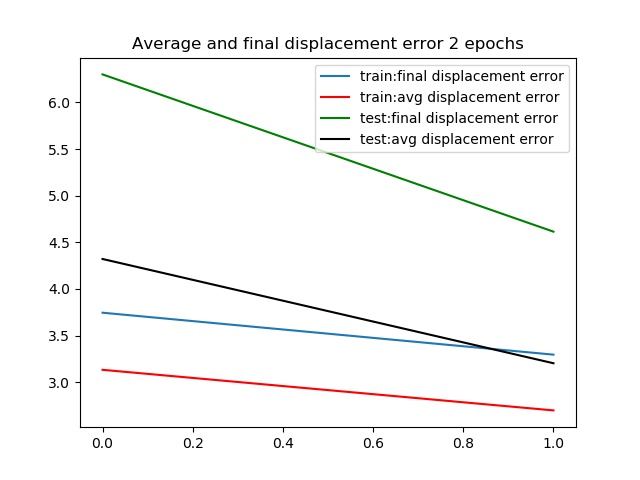 Average and final displacement error 2 epochs
train:final displacement error
train:avg displacement error
test:final displacement error
test:avg displacement error
6.0
5.5
5.0
4.5
4.0
3.5
3.0
0.0 0.2 0.4 0.6 0.8 1.0